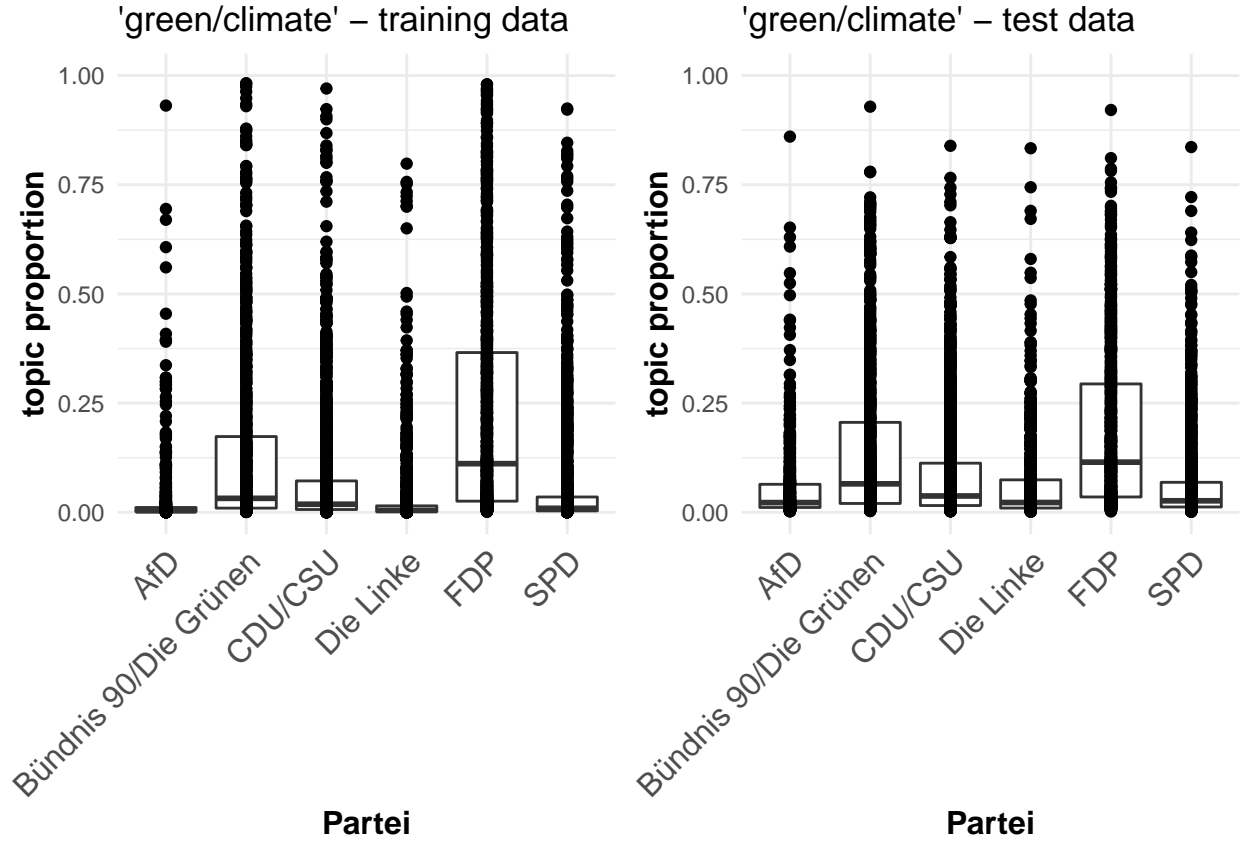 'green/climate' – training data
topic proportion
1.00
0.75
0.50
0.25
0.00
AfD
Bündnis 90/Die Grünen
CDU/CSU
Die Linke
FDP
SPD
Partei
'green/climate' – test data
topic proportion
1.00
0.75
0.50
0.25
0.00
AfD
Bündnis 90/Die Grünen
CDU/CSU
Die Linke
FDP
SPD
Partei